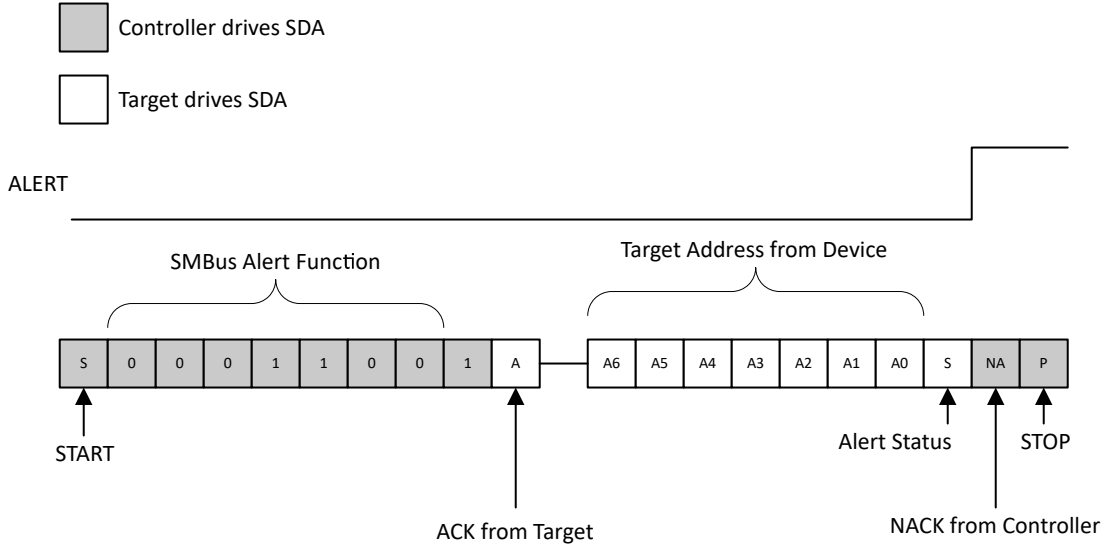 Controller drives SDA
Target drives SDA
ALERT
SMBus Alert Function
Target Address from Device
S 0 0 0 1 1 0 0 1 A A6 A5 A4 A3 A2 A1 A0 S NA P
START
Alert Status
STOP
ACK from Target
NACK from Controller